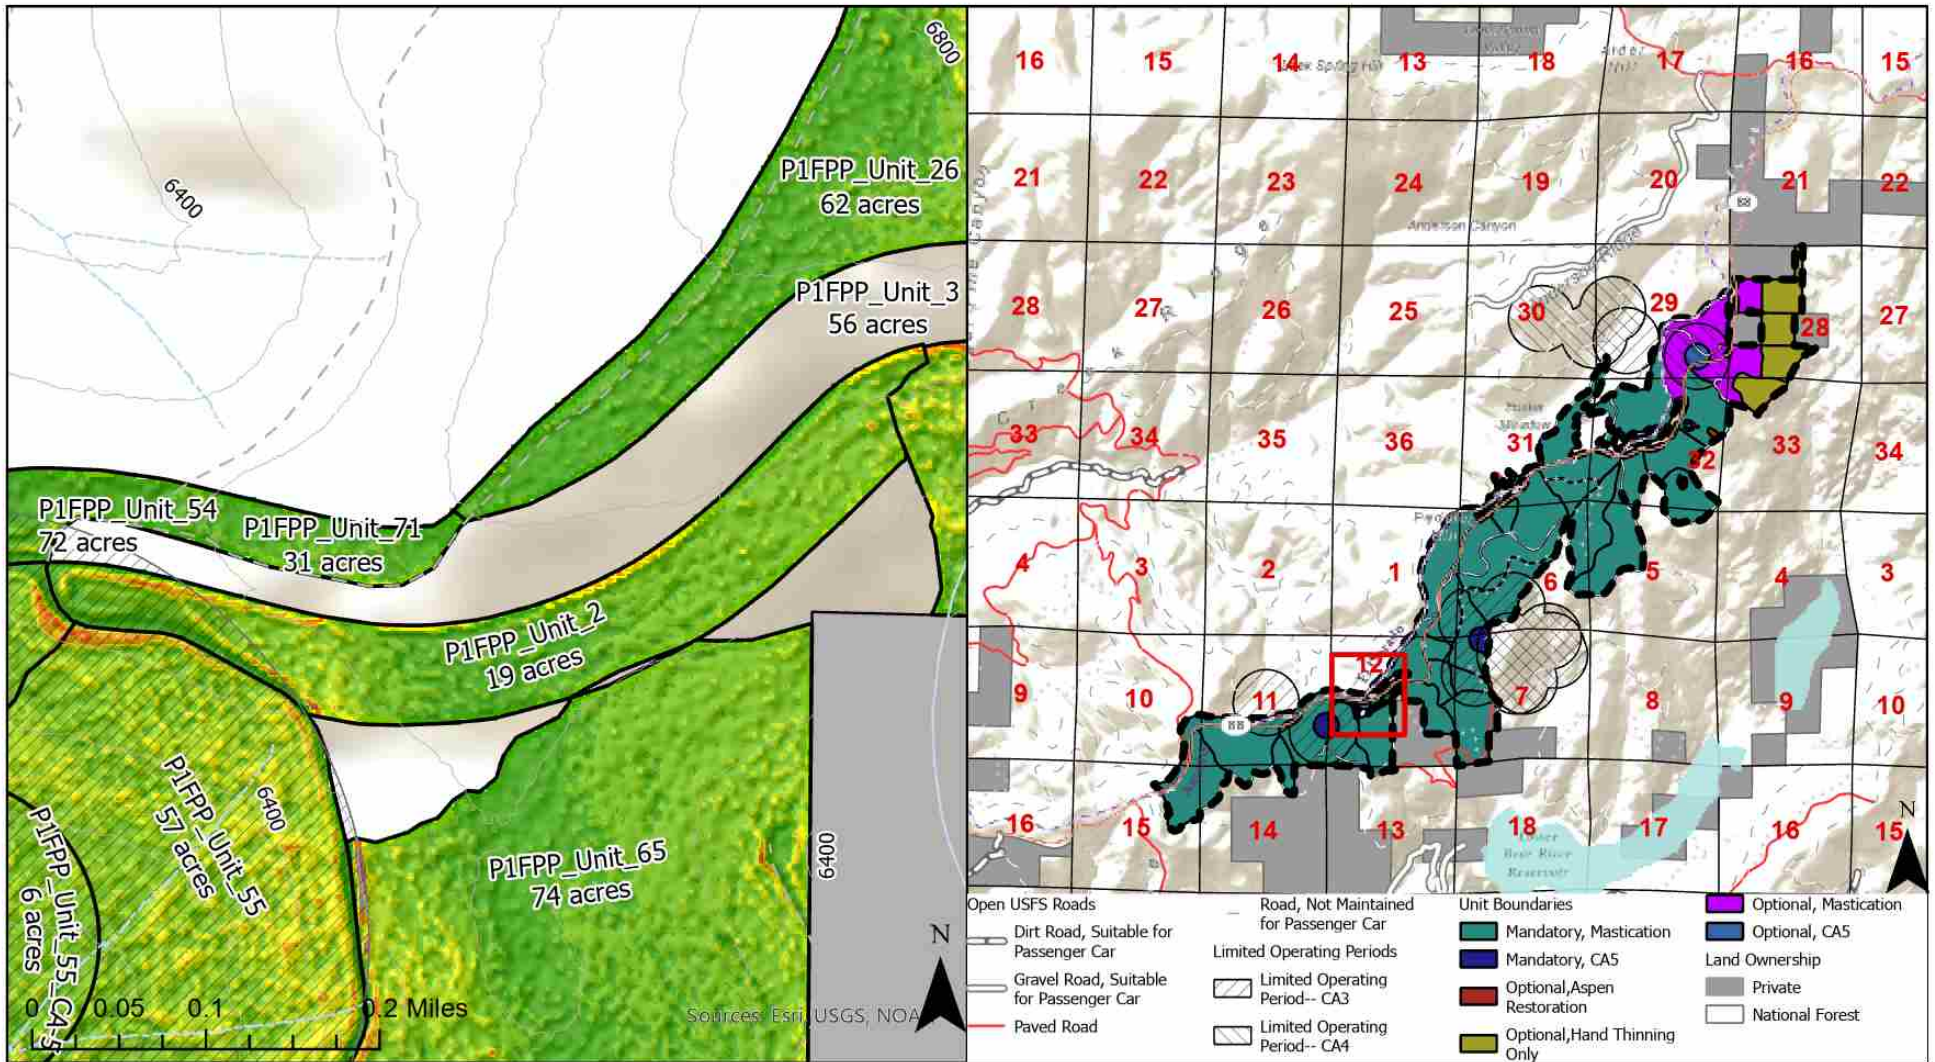 6800
6400
P1FPP_Unit_26
62 acres
P1FPP_Unit_3
56 acres
P1FPP_Unit_54
72 acres
P1FPP_Unit_71
31 acres
P1FPP_Unit_2
19 acres
P1FPP_Unit_55
57 acres
6400
P1FPP_Unit_55_CA-5
6 acres
P1FPP_Unit_65
74 acres
6400
N
0 0.05 0.1 0.2 Miles
Sources: Esri, USGS, NOA
16 15 14 13 18 17 16 15
21 22 23 24 19 20 21 22
88
Anderson Canyon
28 27 26 25 30 29 28 27
33 34 35 36 31 32 33 34
4 3 2 1 6 5 4 3
9 10 11 12 7 8 9 10
88
16 15 14 13 18 17 16 15
Bear River
Reservoir
N
Open USFS Roads
Dirt Road, Suitable for
Passenger Car
Gravel Road, Suitable
for Passenger Car
Paved Road
Road, Not Maintained
for Passenger Car
Limited Operating Periods
Limited Operating
Period-- CA3
Limited Operating
Period-- CA4
Unit Boundaries
Mandatory, Mastication
Mandatory, CA5
Optional,Aspen
Restoration
Optional,Hand Thinning
Only
Optional, Mastication
Optional, CA5
Land Ownership
Private
National Forest